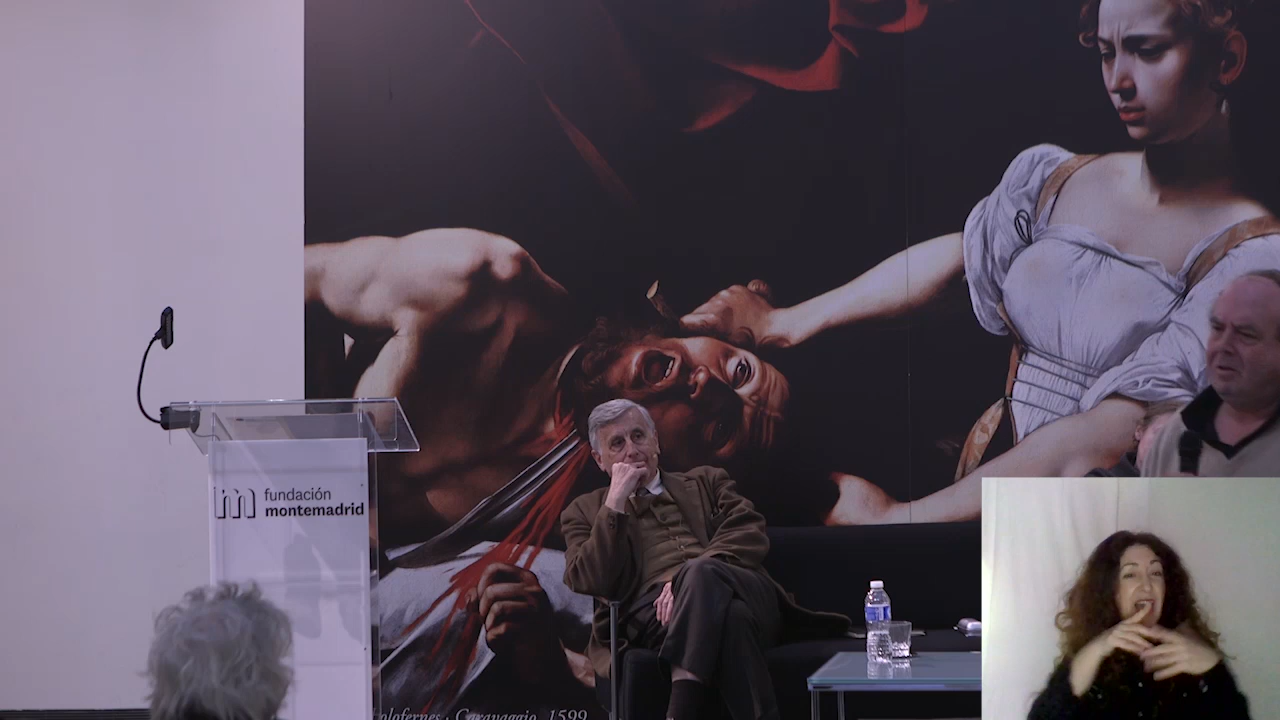 fundación
montemadrid
olofernes · Caravaggio, 1599